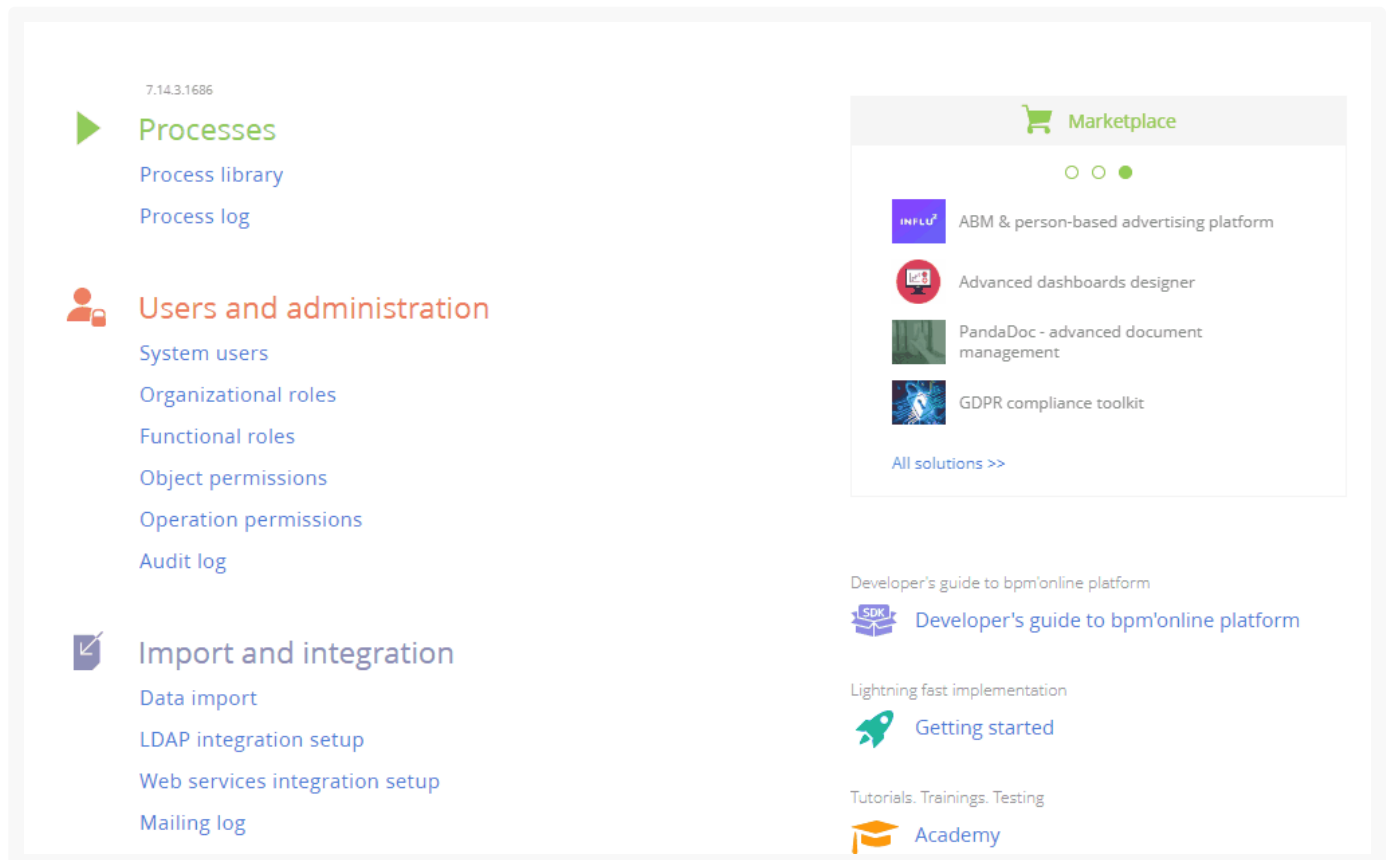 7.14.3.1686
Processes
Process library
Process log
Users and administration
System users
Organizational roles
Functional roles
Object permissions
Operation permissions
Audit log
Import and integration
Data import
LDAP integration setup
Web services integration setup
Mailing log
Marketplace
INFLU²
ABM & person-based advertising platform
Advanced dashboards designer
PandaDoc - advanced document
management
GDPR compliance toolkit
All solutions >>
Developer's guide to bpm'online platform
SDK
Developer's guide to bpm'online platform
Lightning fast implementation
Getting started
Tutorials. Trainings. Testing
Academy